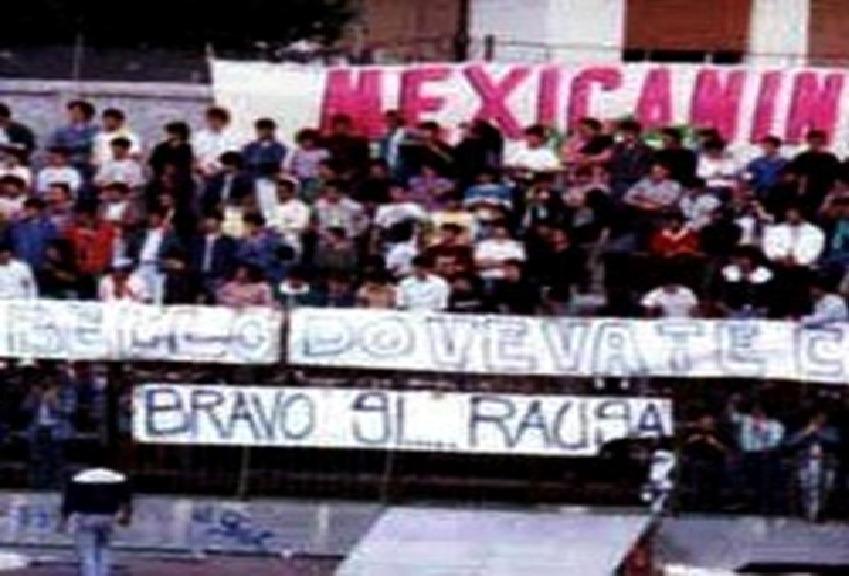 MEXICANIN
BELLO DOVEVATE C
BRAVO SI... RAUSA